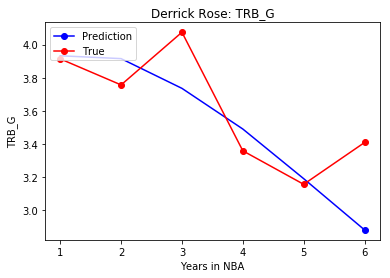 Derrick Rose: TRB_G
Prediction
True
4.0
3.8
3.6
3.4
3.2
3.0
TRB_G
1 2 3 4 5 6
Years in NBA